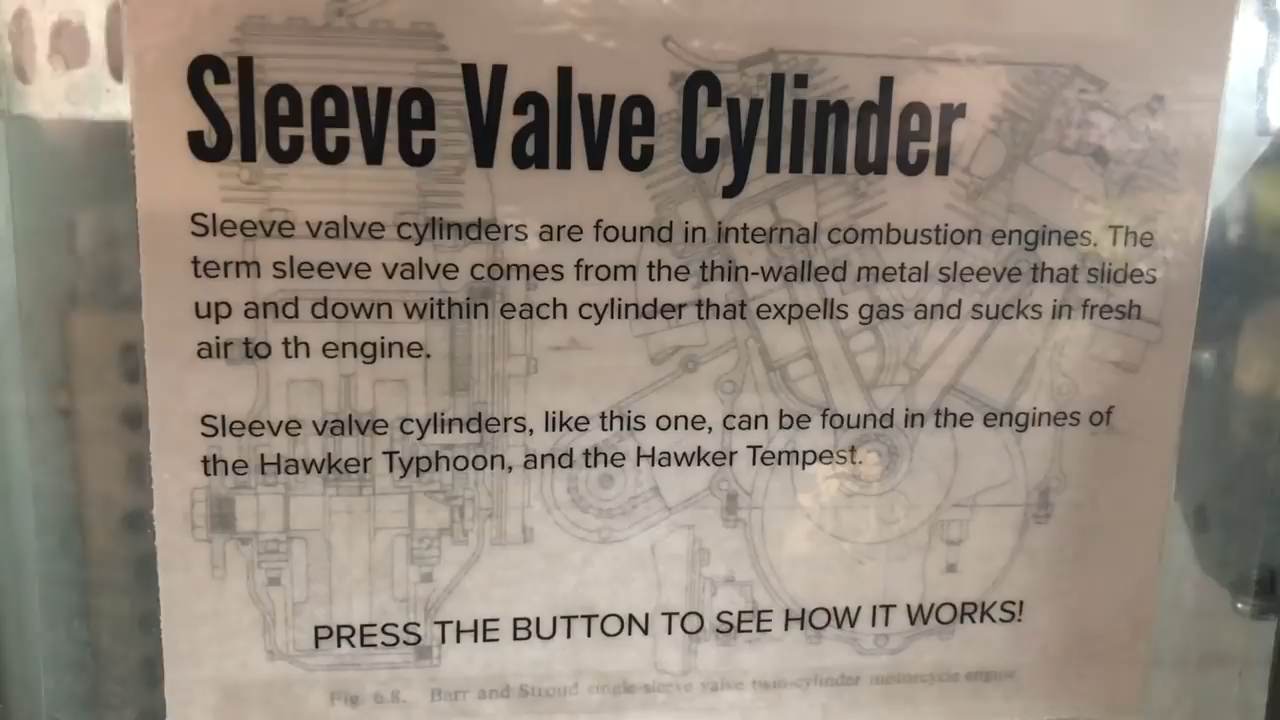 Sleeve Valve Cylinder
Sleeve valve cylinders are found in internal combustion engines. The
term sleeve valve comes from the thin-walled metal sleeve that slides
up and down within each cylinder that expells gas and sucks in fresh
air to th engine.
Sleeve valve cylinders, like this one, can be found in the engines of
the Hawker Typhoon, and the Hawker Tempest.
PRESS THE BUTTON TO SEE HOW IT WORKS!
Fig. 6.8. Barr and Stroud single-sleeve valve twin-cylinder motorcycle engine